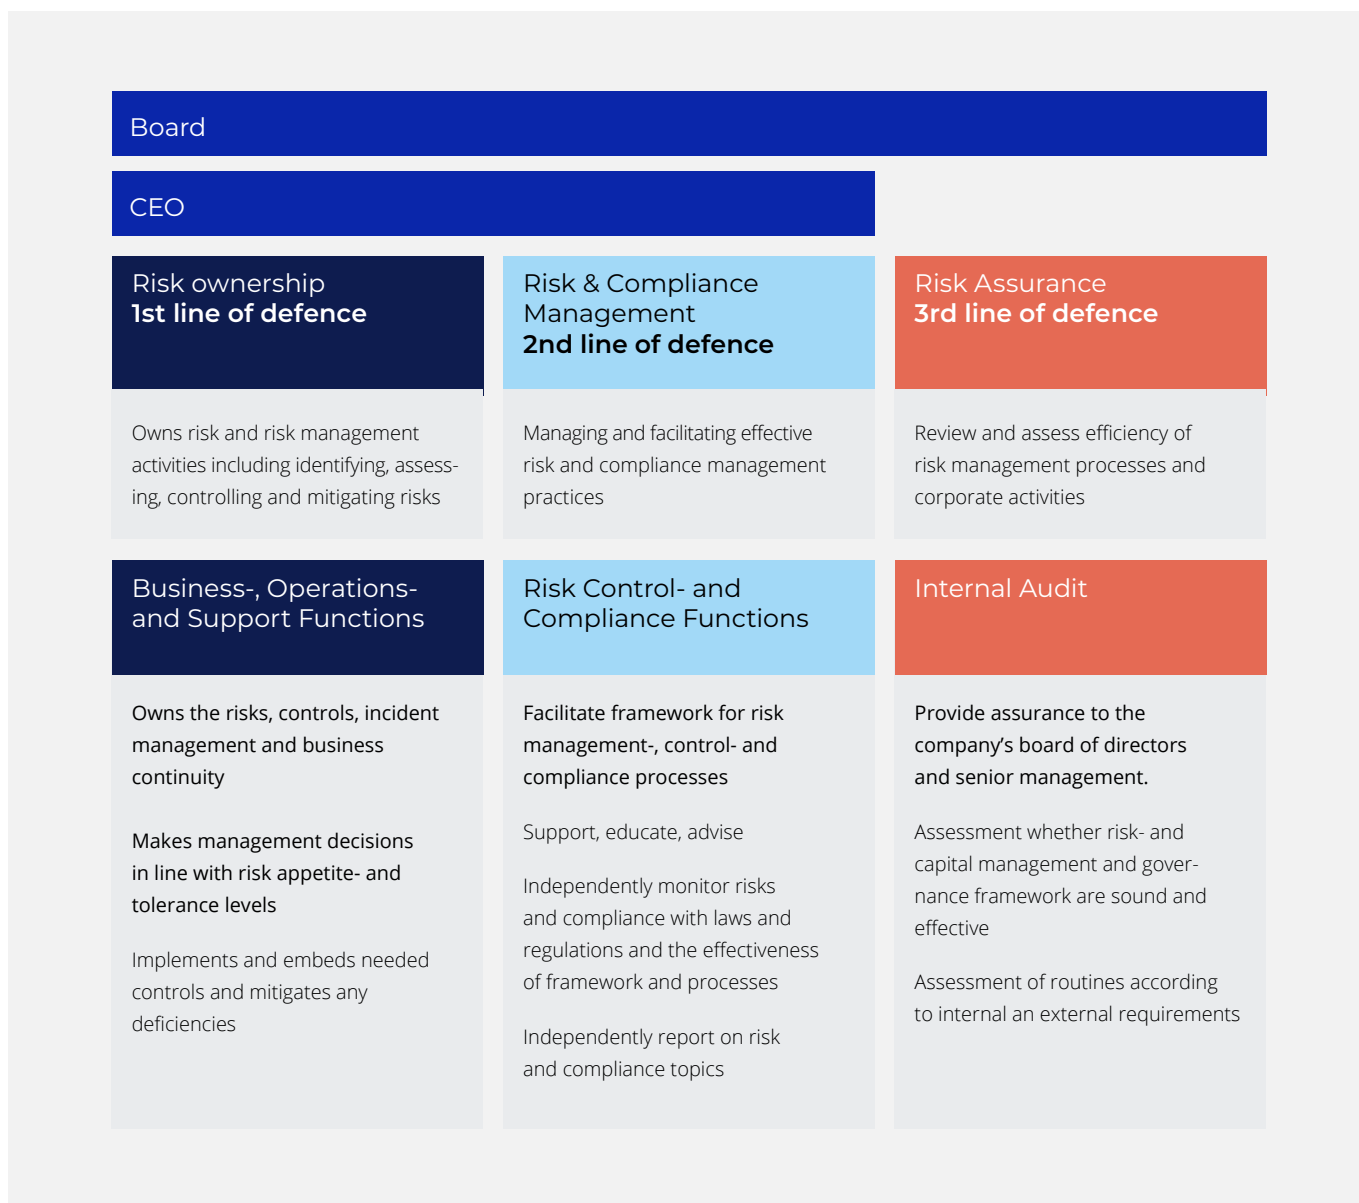 Board
CEO
Risk ownership
1st line of defence
Owns risk and risk management
activities including identifying, assess-
ing, controlling and mitigating risks
Risk & Compliance
Management
2nd line of defence
Managing and facilitating effective
risk and compliance management
practices
Risk Assurance
3rd line of defence
Review and assess efficiency of
risk management processes and
corporate activities
Business-, Operations-
and Support Functions
Owns the risks, controls, incident
management and business
continuity
Makes management decisions
in line with risk appetite- and
tolerance levels
Implements and embeds needed
controls and mitigates any
deficiencies
Risk Control- and
Compliance Functions
Facilitate framework for risk
management-, control- and
compliance processes
Support, educate, advise
Independently monitor risks
and compliance with laws and
regulations and the effectiveness
of framework and processes
Independently report on risk
and compliance topics
Internal Audit
Provide assurance to the
company’s board of directors
and senior management.
Assessment whether risk- and
capital management and gover-
nance framework are sound and
effective
Assessment of routines according
to internal an external requirements